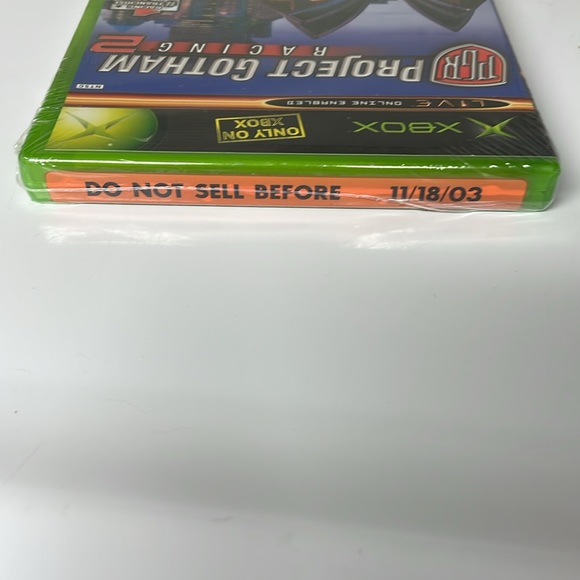 DO NOT SELL BEFORE 11/18/03
XBOX
ONLY ON
XBOX
LIVE ONLINE ENABLED
NTSC
PGR PROJECT GOTHAM
RACING 2